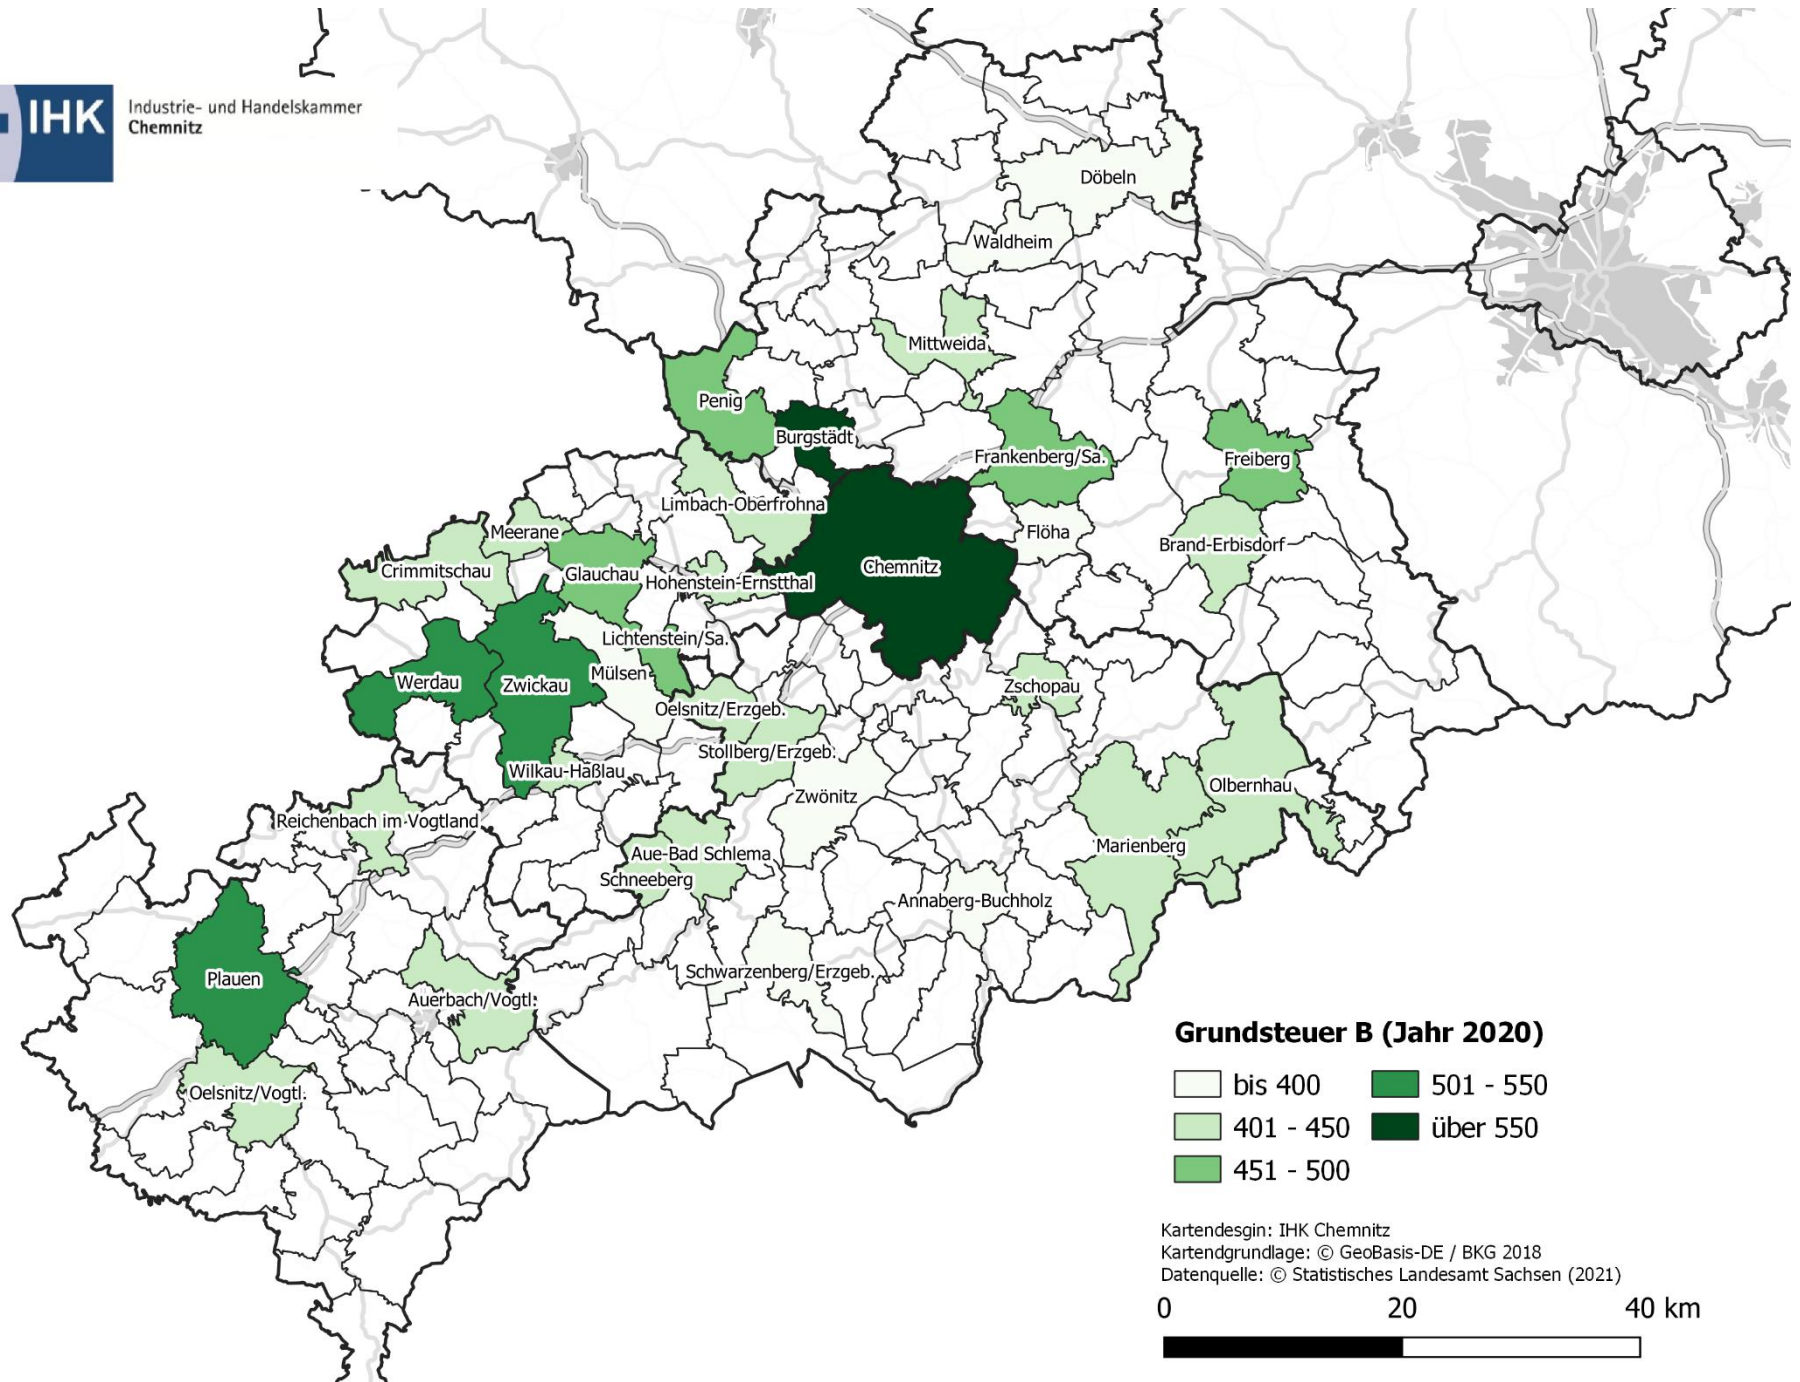 IHK
Industrie- und Handelskammer
Chemnitz
Döbeln
Waldheim
Mittweida
Penig
Burgstädt
Frankenberg/Sa.
Freiberg
Limbach-Oberfrohna
Meerane
Flöha
Brand-Erbisdorf
Crimmitschau
Glauchau
Hohenstein-Ernstthal
Chemnitz
Lichtenstein/Sa.
Mülsen
Werdau
Zwickau
Zschopau
Oelsnitz/Erzgeb.
Stollberg/Erzgeb.
Wilkau-Haßlau
Zwönitz
Olbernhau
Reichenbach im Vogtland
Marienberg
Aue-Bad Schlema
Schneeberg
Annaberg-Buchholz
Plauen
Schwarzenberg/Erzgeb.
Auerbach/Vogtl.
Oelsnitz/Vogtl.
Grundsteuer B (Jahr 2020)
bis 400
401 - 450
451 - 500
501 - 550
über 550
Kartendesgin: IHK Chemnitz
Kartendgrundlage: © GeoBasis-DE / BKG 2018
Datenquelle: © Statistisches Landesamt Sachsen (2021)
0 20 40 km